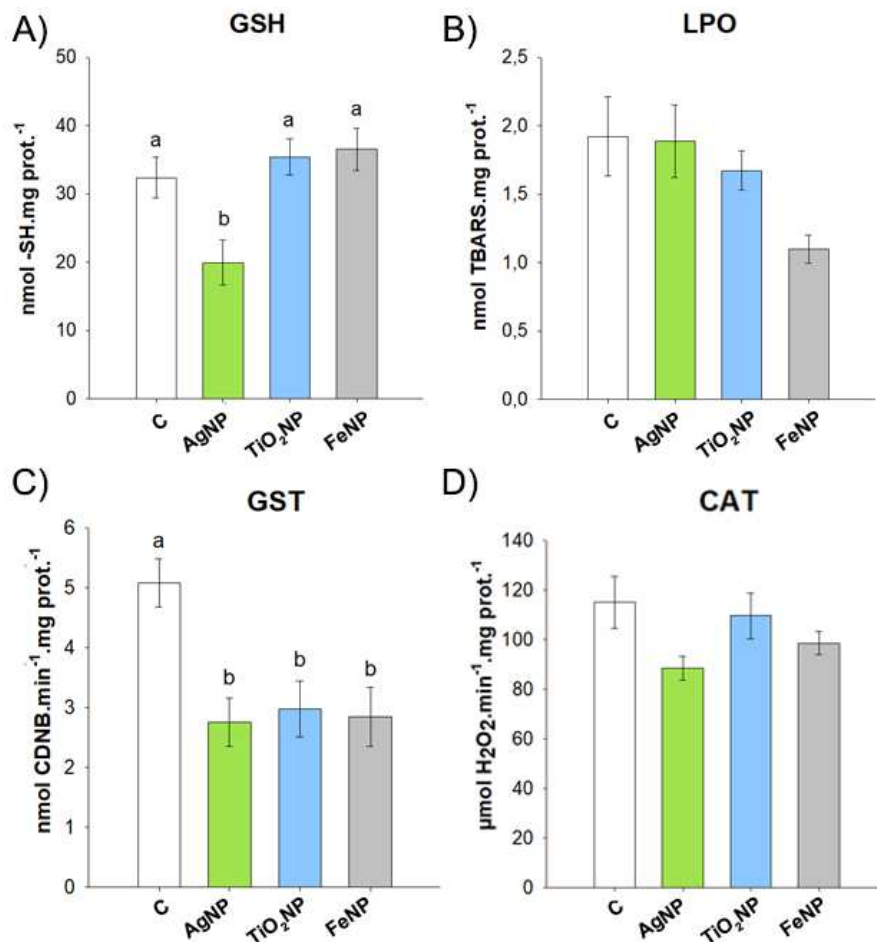 A)
GSH
nmol -SH.mg prot.⁻¹
50
40
30
20
10
0
a
b
a
a
C
AgNP
TiO₂NP
FeNP
B)
LPO
nmol TBARS.mg prot.⁻¹
2,5
2,0
1,5
1,0
0,5
0,0
C
AgNP
TiO₂NP
FeNP
C)
GST
nmol CDNB.min⁻¹.mg prot.⁻¹
6
5
4
3
2
1
0
a
b
b
b
C
AgNP
TiO₂NP
FeNP
D)
CAT
µmol H₂O₂.min⁻¹.mg prot.⁻¹
140
120
100
80
60
40
20
0
C
AgNP
TiO₂NP
FeNP